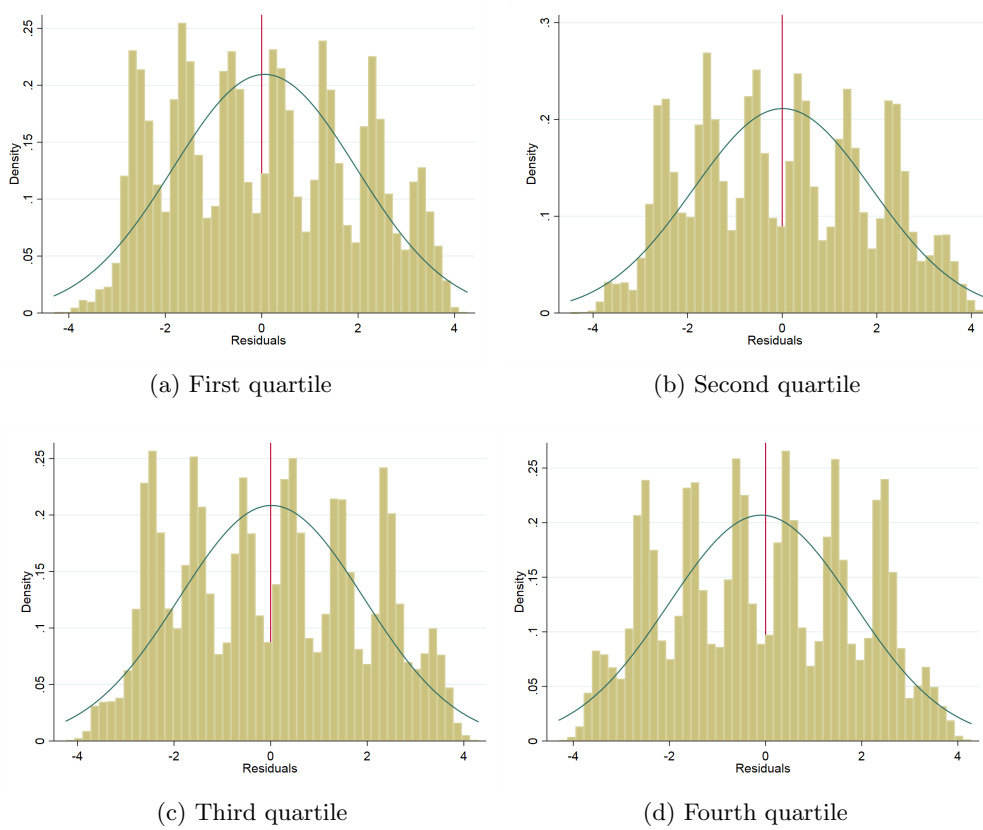 Density
.25
.2
.15
.1
.05
0
-4 -2 0 2 4
Residuals
(a) First quartile
Density
.3
.2
.1
0
-4 -2 0 2 4
Residuals
(b) Second quartile
Density
.25
.2
.15
.1
.05
0
-4 -2 0 2 4
Residuals
(c) Third quartile
Density
.25
.2
.15
.1
.05
0
-4 -2 0 2 4
Residuals
(d) Fourth quartile